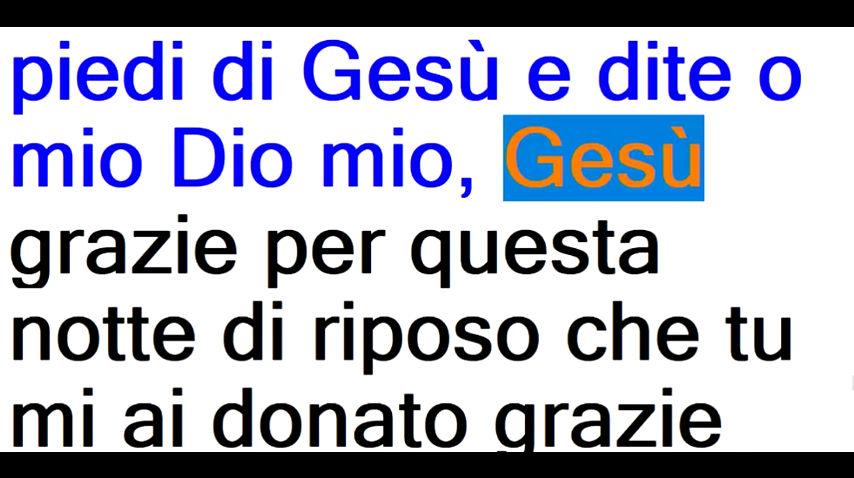 piedi di Gesù e dite o
mio Dio mio, Gesù
grazie per questa
notte di riposo che tu
mi ai donato grazie